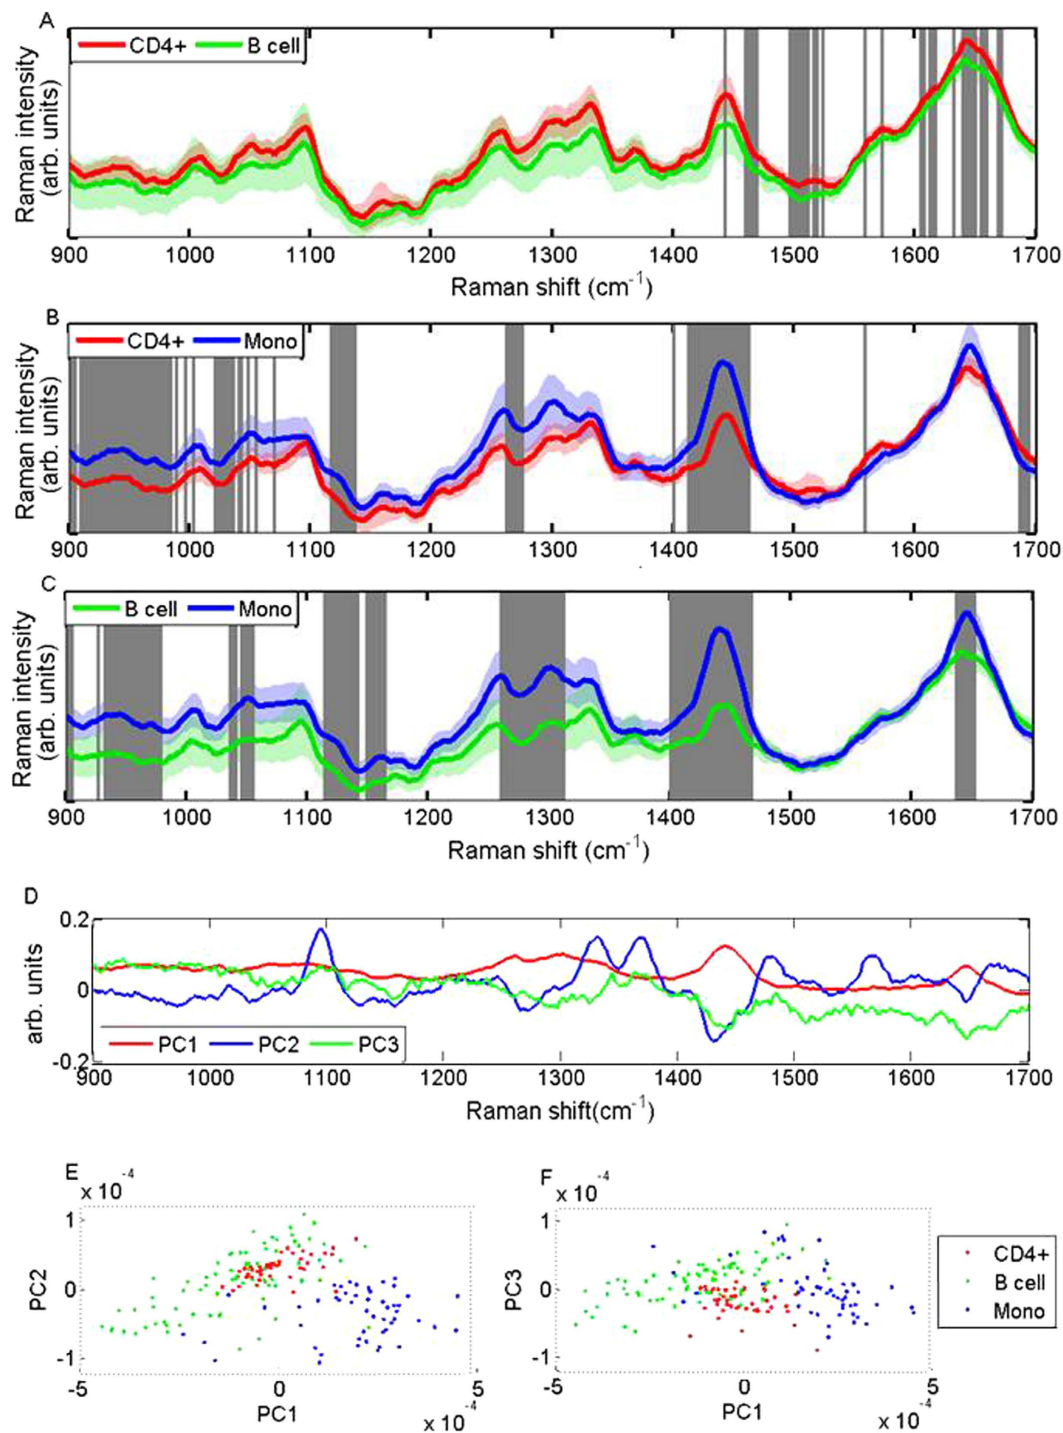 A
CD4+ B cell
Raman intensity
(arb. units)
900 1000 1100 1200 1300 1400 1500 1600 1700
Raman shift (cm-1)
B
CD4+ Mono
Raman intensity
(arb. units)
900 1000 1100 1200 1300 1400 1500 1600 1700
C
B cell Mono
Raman intensity
(arb. units)
900 1000 1100 1200 1300 1400 1500 1600 1700
Raman shift (cm-1)
D
0.2
0
-0.2
arb. units
PC1 PC2 PC3
900 1000 1100 1200 1300 1400 1500 1600 1700
Raman shift(cm-1)
E
x 10-4
1
0
-1
PC2
-5 0 5
PC1
x 10-4
F
x 10-4
1
0
-1
PC3
-5 0 5
PC1
x 10-4
CD4+
B cell
Mono